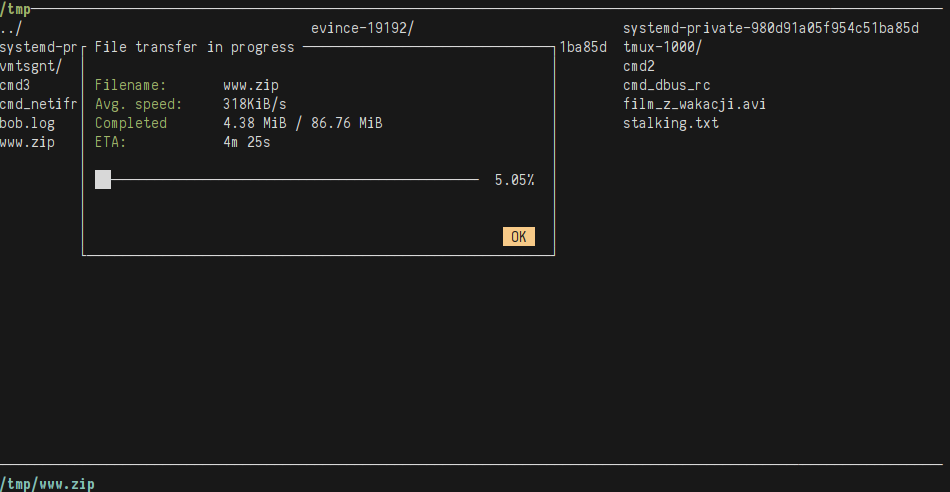 /tmp
../ evince-19192/ systemd-private-980d91a05f954c51ba85d
systemd-pr File transfer in progress 1ba85d tmux-1000/
vmtsgnt/ cmd2
cmd3 Filename: www.zip cmd_dbus_rc
cmd_netifr Avg. speed: 318KiB/s film_z_wakacji.avi
bob.log Completed 4.38 MiB / 86.76 MiB stalking.txt
www.zip ETA: 4m 25s
5.05%
OK
/tmp/www.zip